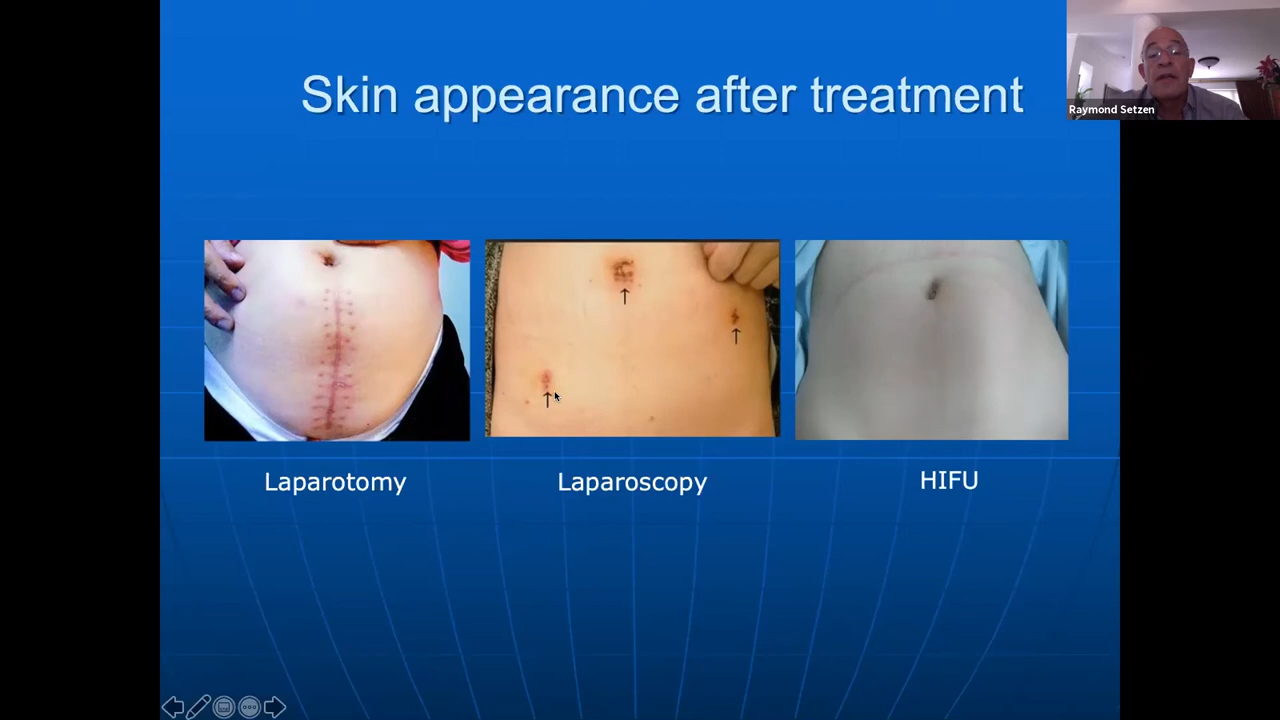 Skin appearance after treatment
Raymond Setzen
Laparotomy
Laparoscopy
HIFU